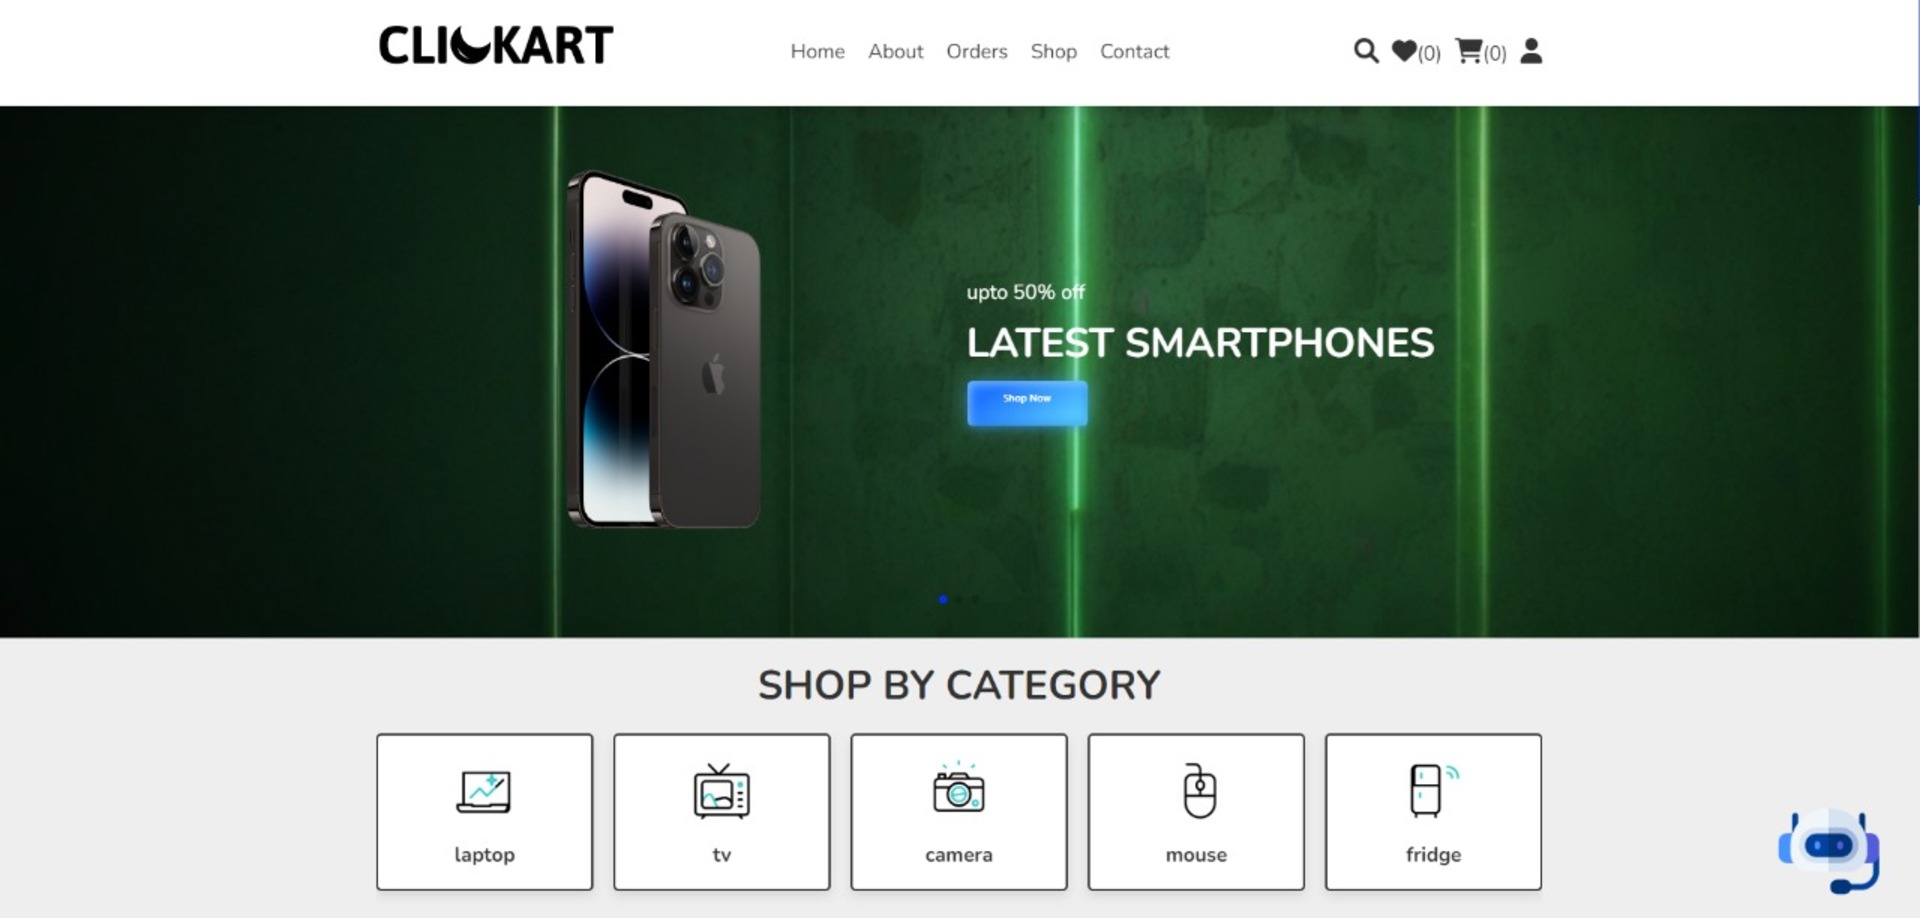 CLICKART
Home About Orders Shop Contact
(0) (0)
upto 50% off
LATEST SMARTPHONES
Shop Now
SHOP BY CATEGORY
laptop tv camera mouse fridge